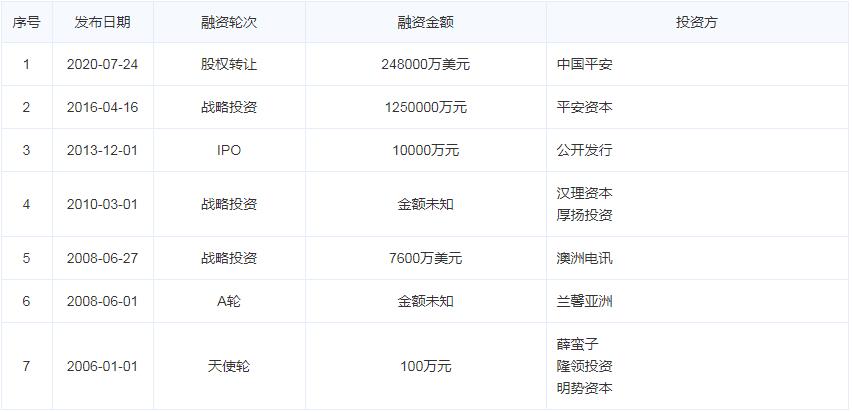 序号 发布日期 融资轮次 融资金额 投资方
1 2020-07-24 股权转让 248000万美元 中国平安
2 2016-04-16 战略投资 1250000万元 平安资本
3 2013-12-01 IPO 10000万元 公开发行
4 2010-03-01 战略投资 金额未知 汉理资本
厚扬投资
5 2008-06-27 战略投资 7600万美元 澳洲电讯
6 2008-06-01 A轮 金额未知 兰馨亚洲
7 2006-01-01 天使轮 100万元 薛蛮子
隆领投资
明势资本